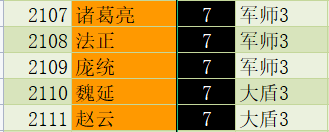 2107 诸葛亮 7 军师3
2108 法正 7 军师3
2109 庞统 7 军师3
2110 魏延 7 大盾3
2111 赵云 7 大盾3